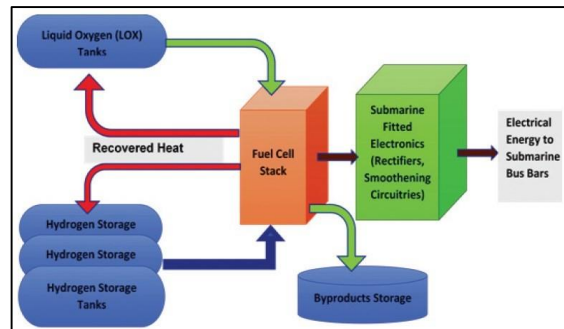 Liquid Oxygen (LOX)
Tanks
Recovered Heat
Fuel Cell
Stack
Submarine
Fitted
Electronics
(Rectifiers,
Smoothening
Circuitries)
Electrical
Energy to
Submarine
Bus Bars
Hydrogen Storage
Hydrogen Storage
Hydrogen Storage
Tanks
Byproducts Storage